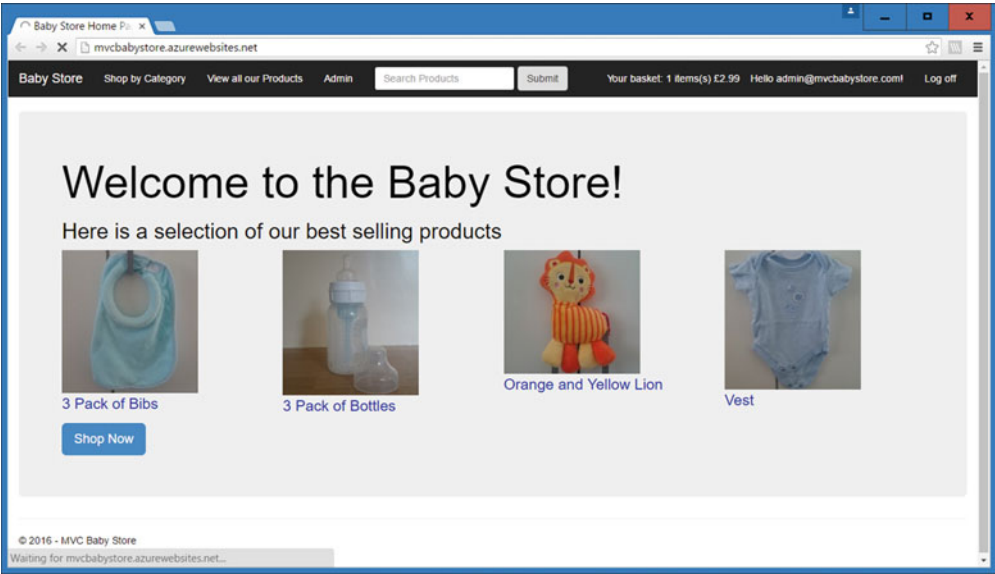 Baby Store Home Pa
mvcbabystore.azurewebsites.net
Baby Store Shop by Category View all our Products Admin Search Products Submit Your basket: 1 items(s) £2.99 Hello admin@mvcbabystore.com! Log off
Welcome to the Baby Store!
Here is a selection of our best selling products
3 Pack of Bibs
3 Pack of Bottles
Orange and Yellow Lion
Vest
Shop Now
© 2016 - MVC Baby Store
Waiting for mvcbabystore.azurewebsites.net...